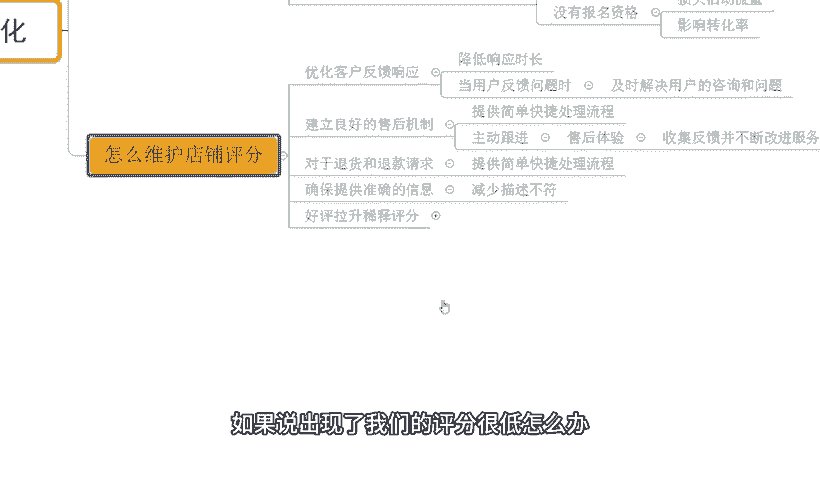 化
没有报名资格
影响转化率
优化客户反馈响应
降低响应时长
当用户反馈问题时
及时解决用户的咨询和问题
建立良好的售后机制
提供简单快捷处理流程
主动跟进
售后体验
收集反馈并不断改进服务
怎么维护店铺评分
对于退货和退款请求
提供简单快捷处理流程
确保提供准确的信息
减少描述不符
好评拉升稀释评分
如果说出现了我们的评分很低怎么办